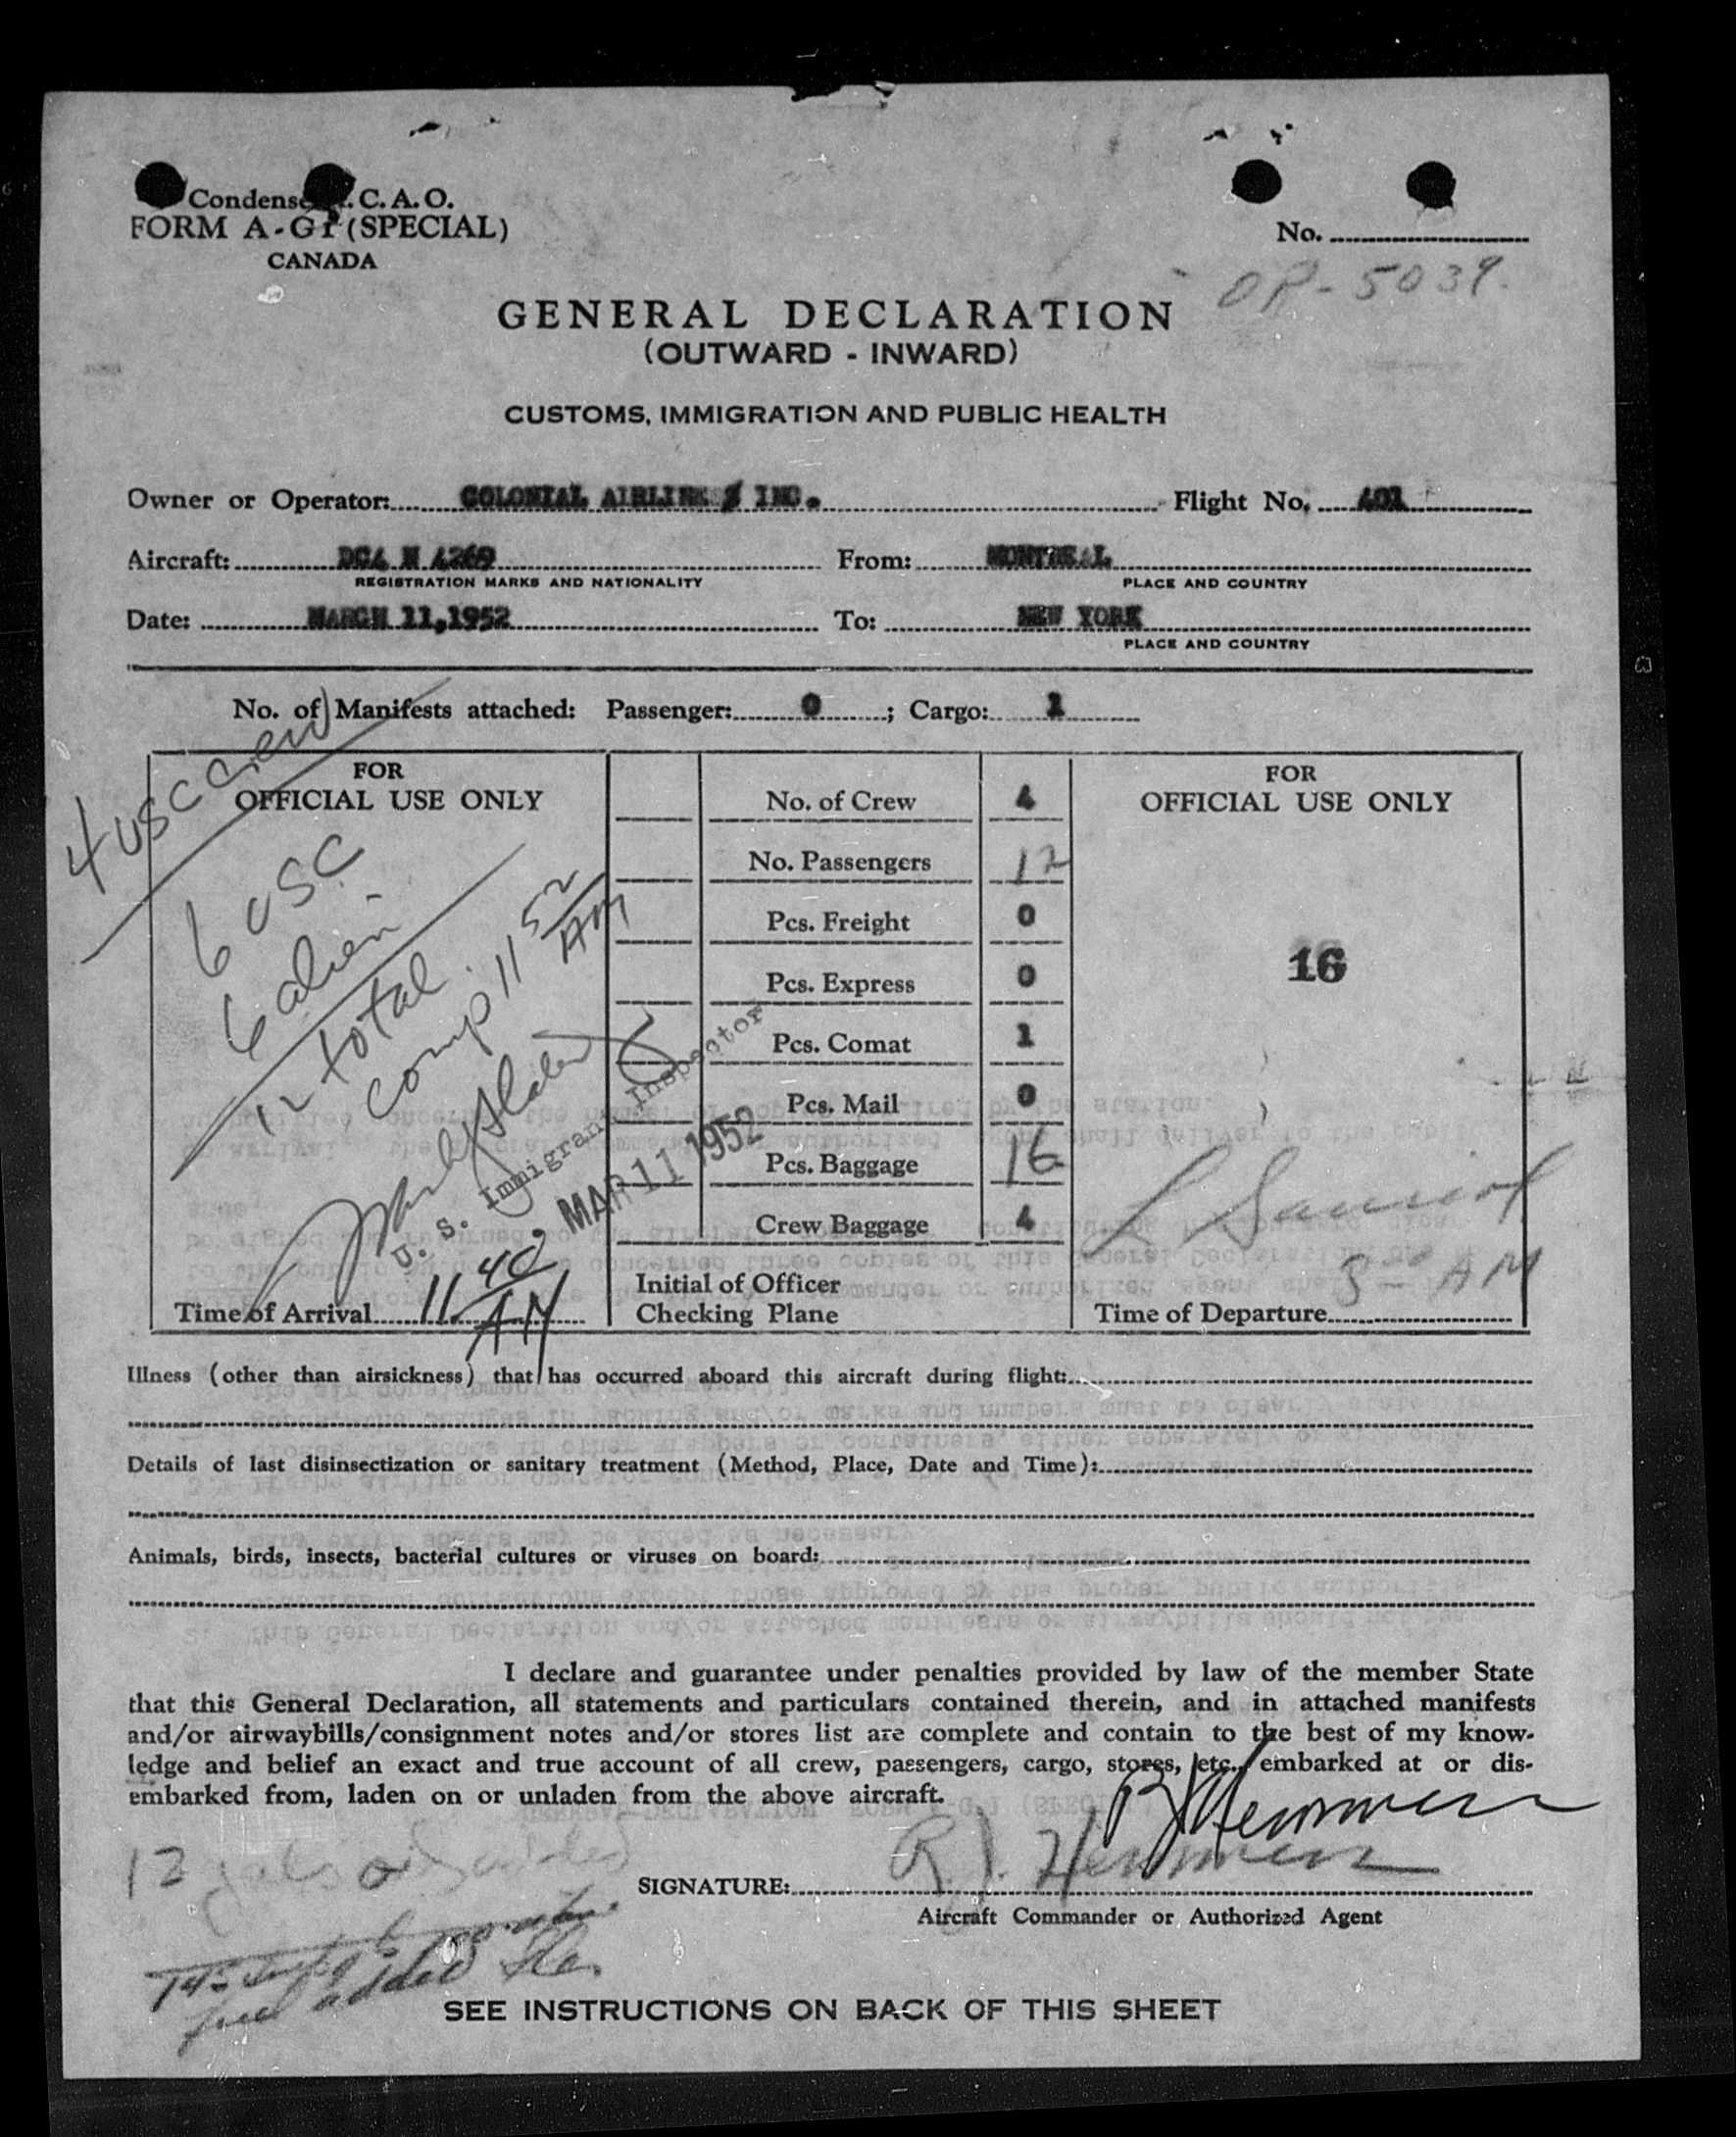 Condensed I.C.A.O.
FORM A-G1 (SPECIAL)
CANADA
No.
OP-5039.
GENERAL DECLARATION
(OUTWARD - INWARD)
CUSTOMS, IMMIGRATION AND PUBLIC HEALTH
Owner or Operator: COLONIAL AIRLINES INC. Flight No. 401
Aircraft: DC4 N 4269 From: MONTREAL
REGISTRATION MARKS AND NATIONALITY PLACE AND COUNTRY
Date: MARCH 11,1952 To: NEW YORK
PLACE AND COUNTRY
No. of Manifests attached: Passenger: 0 ; Cargo: 1
4 USC Crew
FOR
OFFICIAL USE ONLY
6 USC
6 alien
12 total
Comp 11 52 AM
U. S. Immigrant Inspector
MAR 11 1952
Time of Arrival 11 40 AM
No. of Crew 4
No. Passengers 12
Pcs. Freight 0
Pcs. Express 0
Pcs. Comat 1
Pcs. Mail 0
Pcs. Baggage 16
Crew Baggage 4
Initial of Officer
Checking Plane
FOR
OFFICIAL USE ONLY
16
Time of Departure AM
Illness (other than airsickness) that has occurred aboard this aircraft during flight:
Details of last disinsectization or sanitary treatment (Method, Place, Date and Time):
Animals, birds, insects, bacterial cultures or viruses on board:
I declare and guarantee under penalties provided by law of the member State
that this General Declaration, all statements and particulars contained therein, and in attached manifests
and/or airwaybills/consignment notes and/or stores list are complete and contain to the best of my know-
ledge and belief an exact and true account of all crew, passengers, cargo, stores, etc., embarked at or dis-
embarked from, laden on or unladen from the above aircraft.
12 gals oil
SIGNATURE: R. J.
Aircraft Commander or Authorized Agent
fuel added
SEE INSTRUCTIONS ON BACK OF THIS SHEET